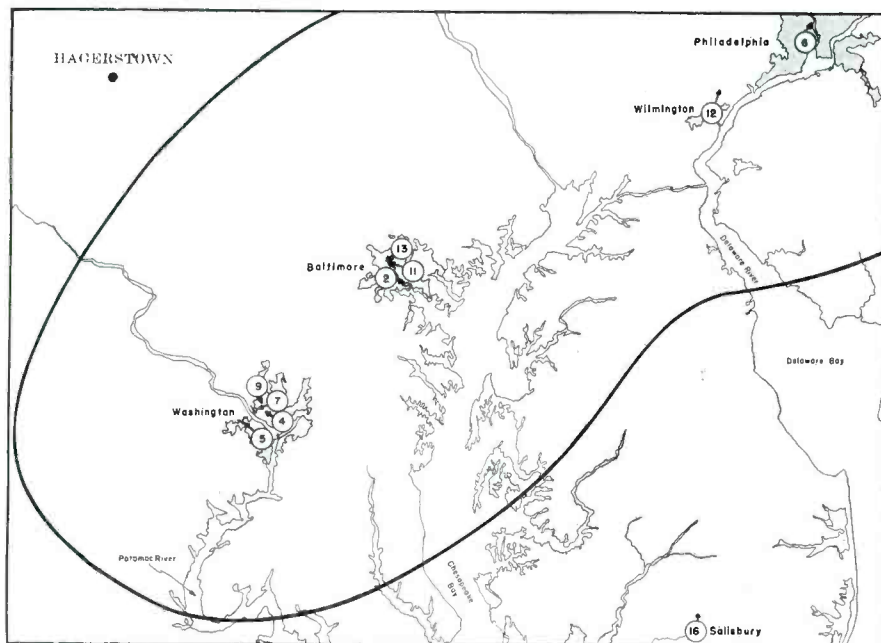 Philadelphia
6
HAGERSTOWN
Wilmington
12
13
Baltimore
11
2
Delaware River
Delaware Bay
9
7
Washington
4
5
Potomac River
Chesapeake
Bay
16 Salisbury